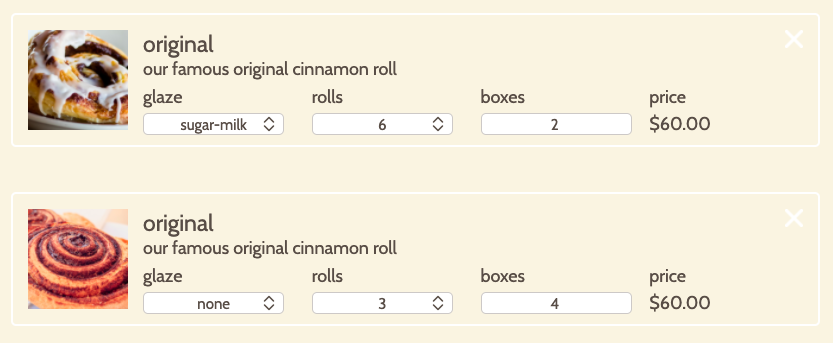 original
our famous original cinnamon roll
glaze rolls boxes price
sugar-milk 6 2 $60.00
original
our famous original cinnamon roll
glaze rolls boxes price
none 3 4 $60.00